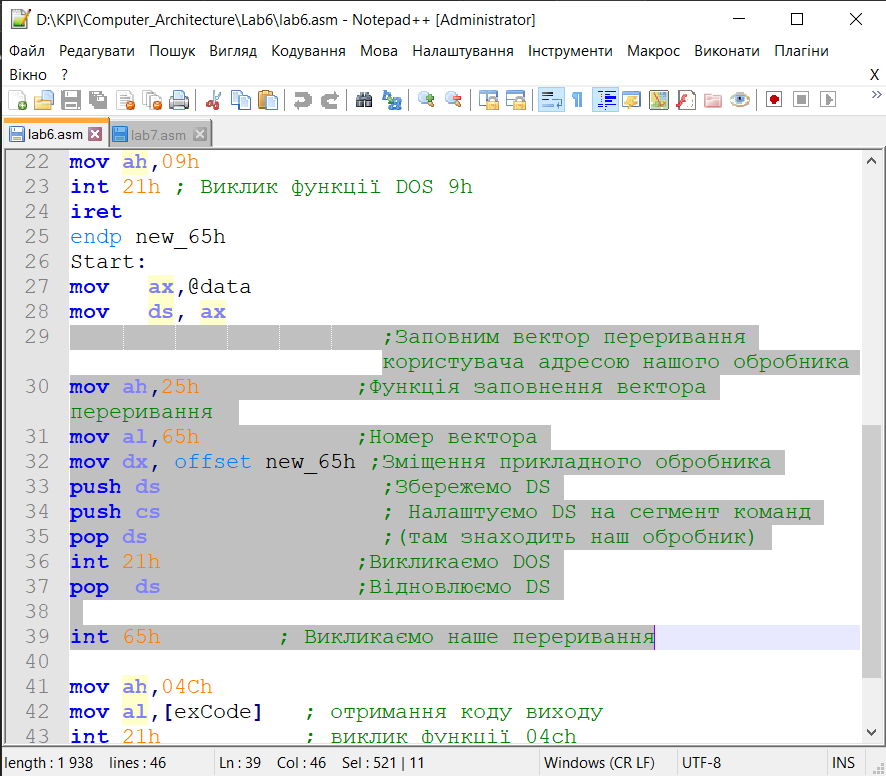 D:\KPI\Computer_Architecture\Lab6\lab6.asm - Notepad++ [Administrator]
Файл Редагувати Пошук Вигляд Кодування Мова Налаштування Інструменти Макрос Виконати Плагіни
Вікно ? X
lab6.asm lab7.asm
22 mov ah,09h
23 int 21h ; Виклик функції DOS 9h
24 iret
25 endp new_65h
26 Start:
27 mov ax,@data
28 mov ds, ax
29 ;Заповним вектор переривання
користувача адресою нашого обробника
30 mov ah,25h ;Функція заповнення вектора
переривання
31 mov al,65h ;Номер вектора
32 mov dx, offset new_65h ;Зміщення прикладного обробника
33 push ds ;Збережемо DS
34 push cs ; Налаштуємо DS на сегмент команд
35 pop ds ;(там знаходить наш обробник)
36 int 21h ;Викликаємо DOS
37 pop ds ;Відновлюємо DS
38
39 int 65h ; Викликаємо наше переривання
40
41 mov ah,04Ch
42 mov al,[exCode] ; отримання коду виходу
43 int 21h ; виклик функції 04ch
length : 1 938 lines : 46 Ln : 39 Col : 46 Sel : 521 | 11 Windows (CR LF) UTF-8 INS